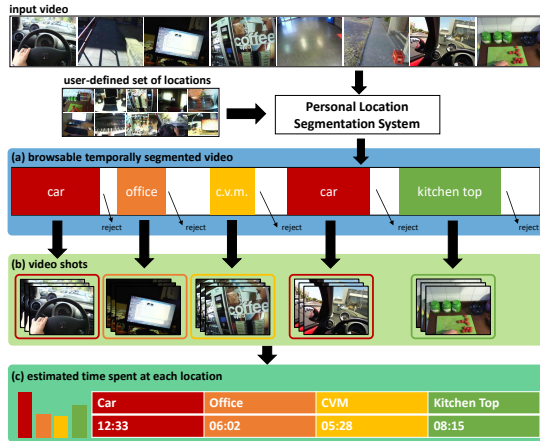 input video
coffee
user-defined set of locations
Personal Location
Segmentation System
(a) browsable temporally segmented video
car
office
c.v.m.
car
kitchen top
reject
reject
reject
reject
reject
(b) video shots
coffee
(c) estimated time spent at each location
Car Office CVM Kitchen Top
12:33 06:02 05:28 08:15